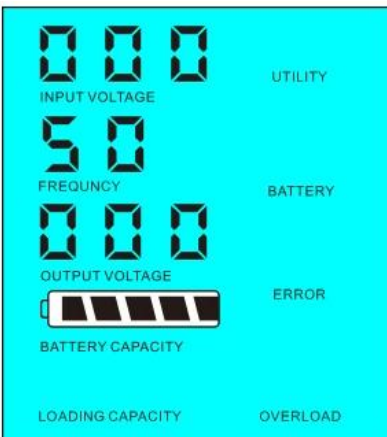 000
UTILITY
INPUT VOLTAGE
50
FREQUNCY
BATTERY
000
OUTPUT VOLTAGE
ERROR
BATTERY CAPACITY
LOADING CAPACITY
OVERLOAD